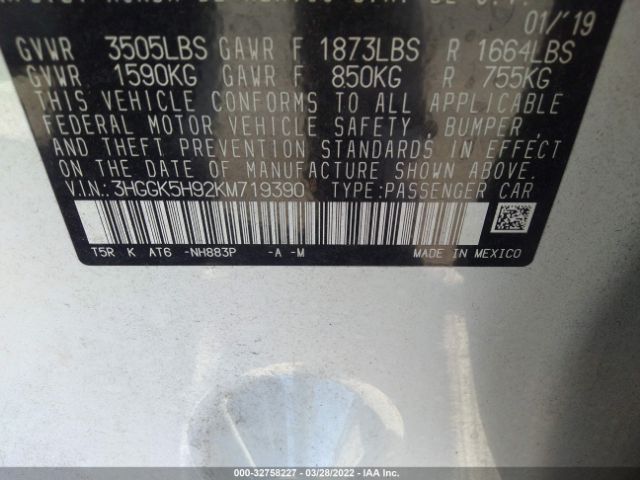 01/'19
GVWR 3505LBS GAWR F 1873LBS R 1664LBS
GVWR 1590KG GAWR F 850KG R 755KG
THIS VEHICLE CONFORMS TO ALL APPLICABLE
FEDERAL MOTOR VEHICLE SAFETY, BUMPER,
AND THEFT PREVENTION STANDARDS IN EFFECT
ON THE DATE OF MANUFACTURE SHOWN ABOVE.
V.I.N.: 3HGGK5H92KM719390 TYPE:PASSENGER CAR
T5R K AT6 -NH883P -A -M MADE IN MEXICO
000-32758227 - 03/28/2022 - IAA Inc.